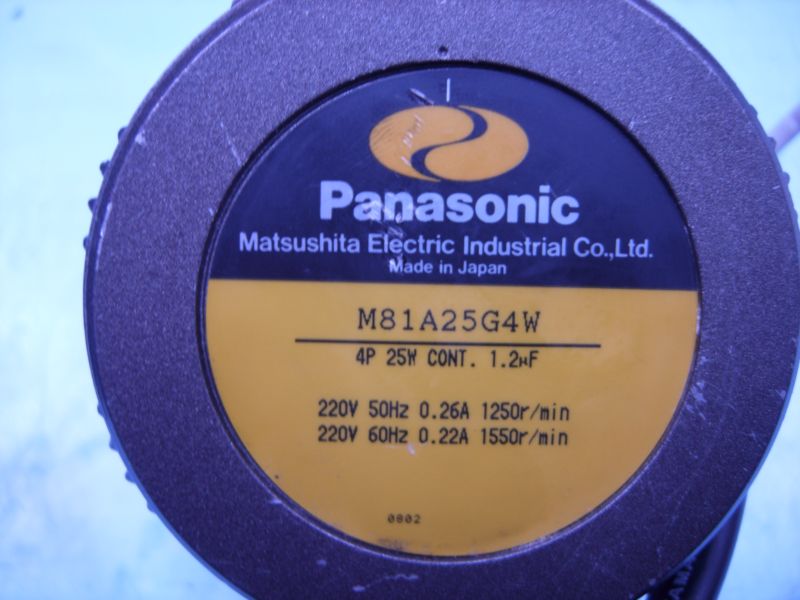 Panasonic
Matsushita Electric Industrial Co.,Ltd.
Made in Japan
M81A25G4W
4P 25W CONT. 1.2μF
220V 50Hz 0.26A 1250r/min
220V 60Hz 0.22A 1550r/min
0802